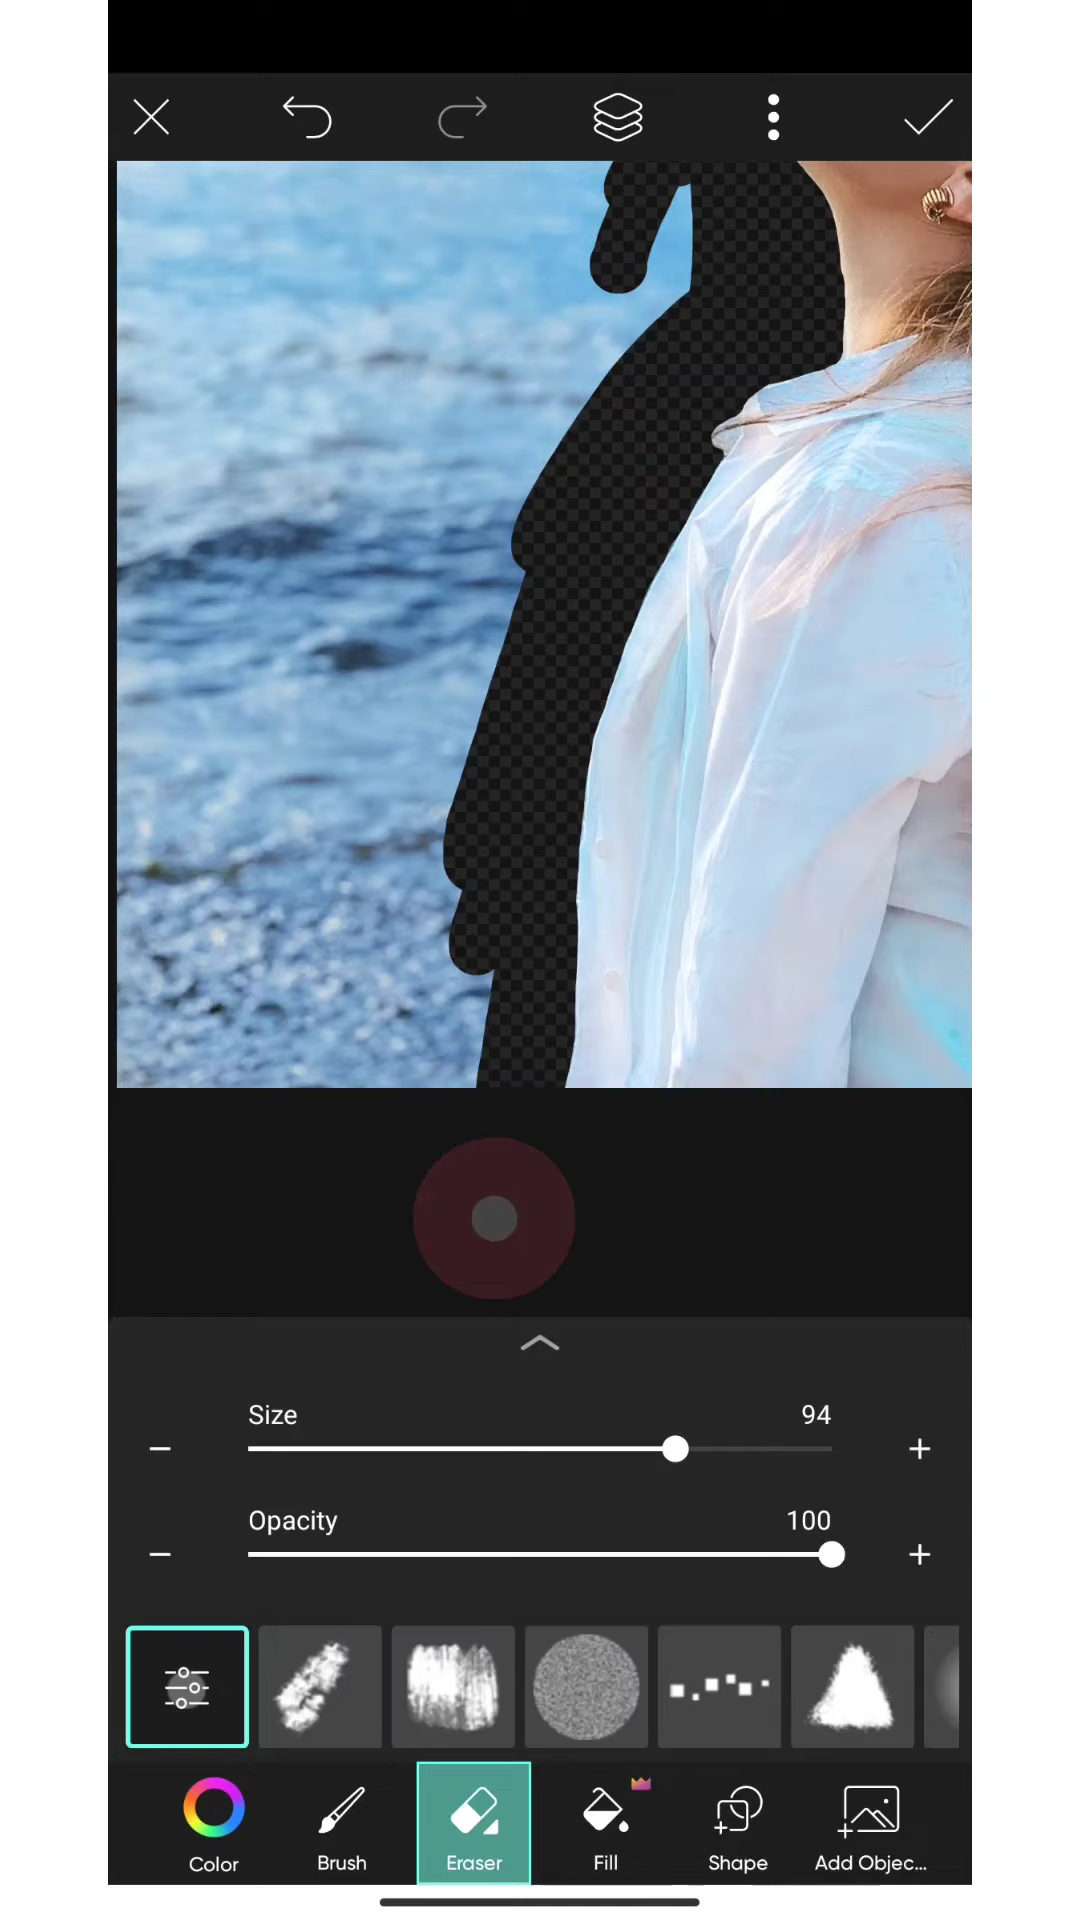 Size
94
Opacity
100
Color
Brush
Eraser
Fill
Shape
Add Objec...